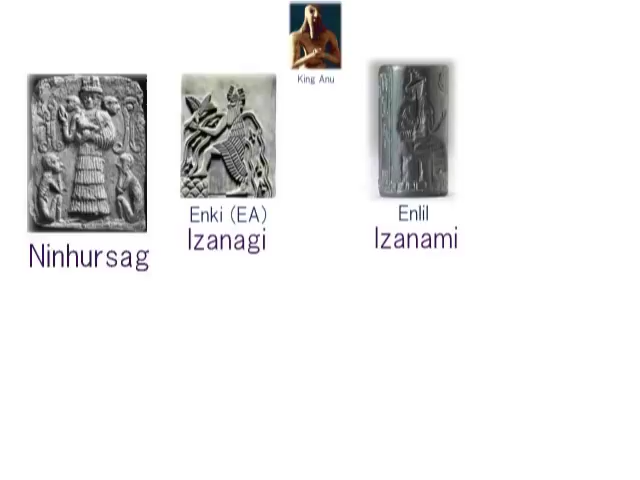 King Anu
Enki (EA)
Izanagi
Enlil
Izanami
Ninhursag